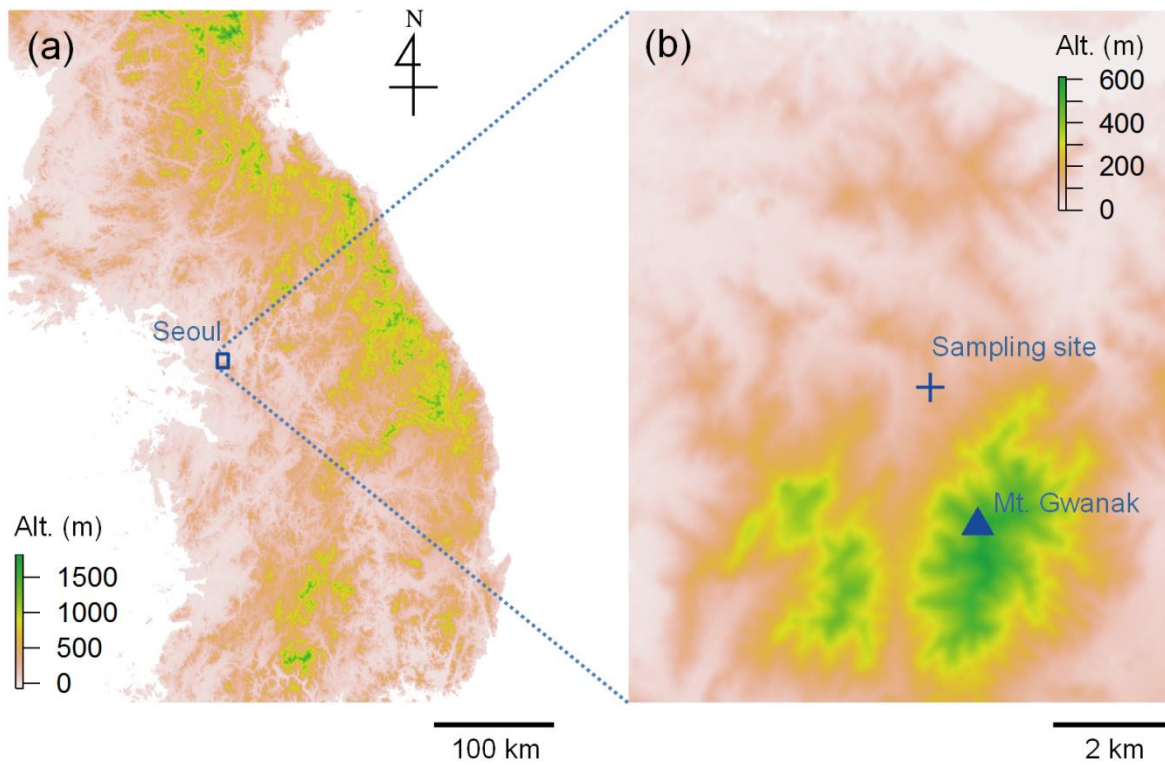 (a)
N
Seoul
Alt. (m)
1500
1000
500
0
100 km
(b)
Alt. (m)
600
400
200
0
Sampling site
Mt. Gwanak
2 km